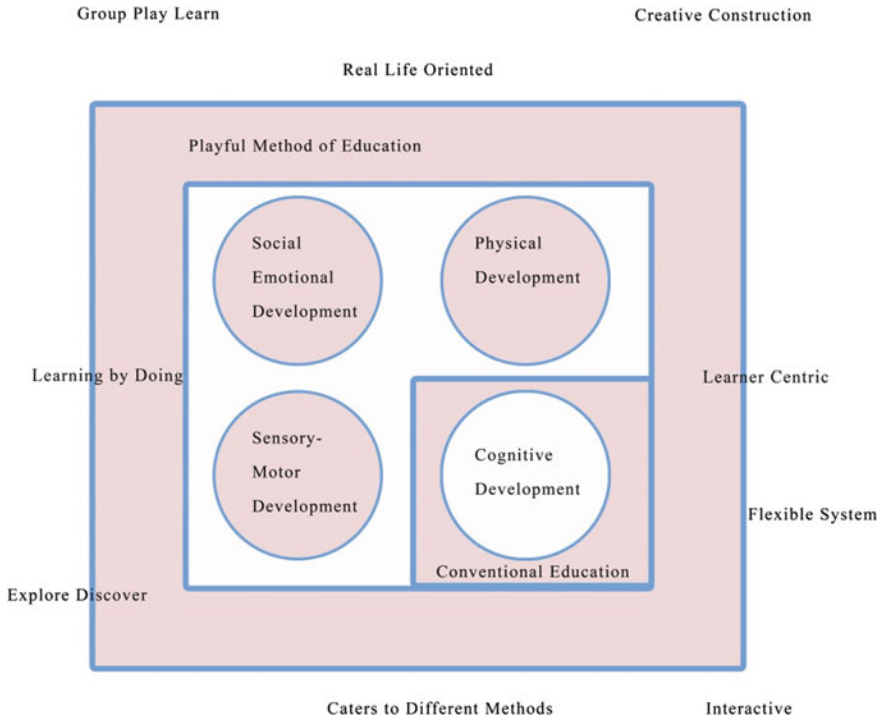 Group Play Learn
Creative Construction
Real Life Oriented
Playful Method of Education
Social
Emotional
Development
Physical
Development
Learning by Doing
Learner Centric
Sensory-
Motor
Development
Cognitive
Development
Flexible System
Conventional Education
Explore Discover
Caters to Different Methods
Interactive